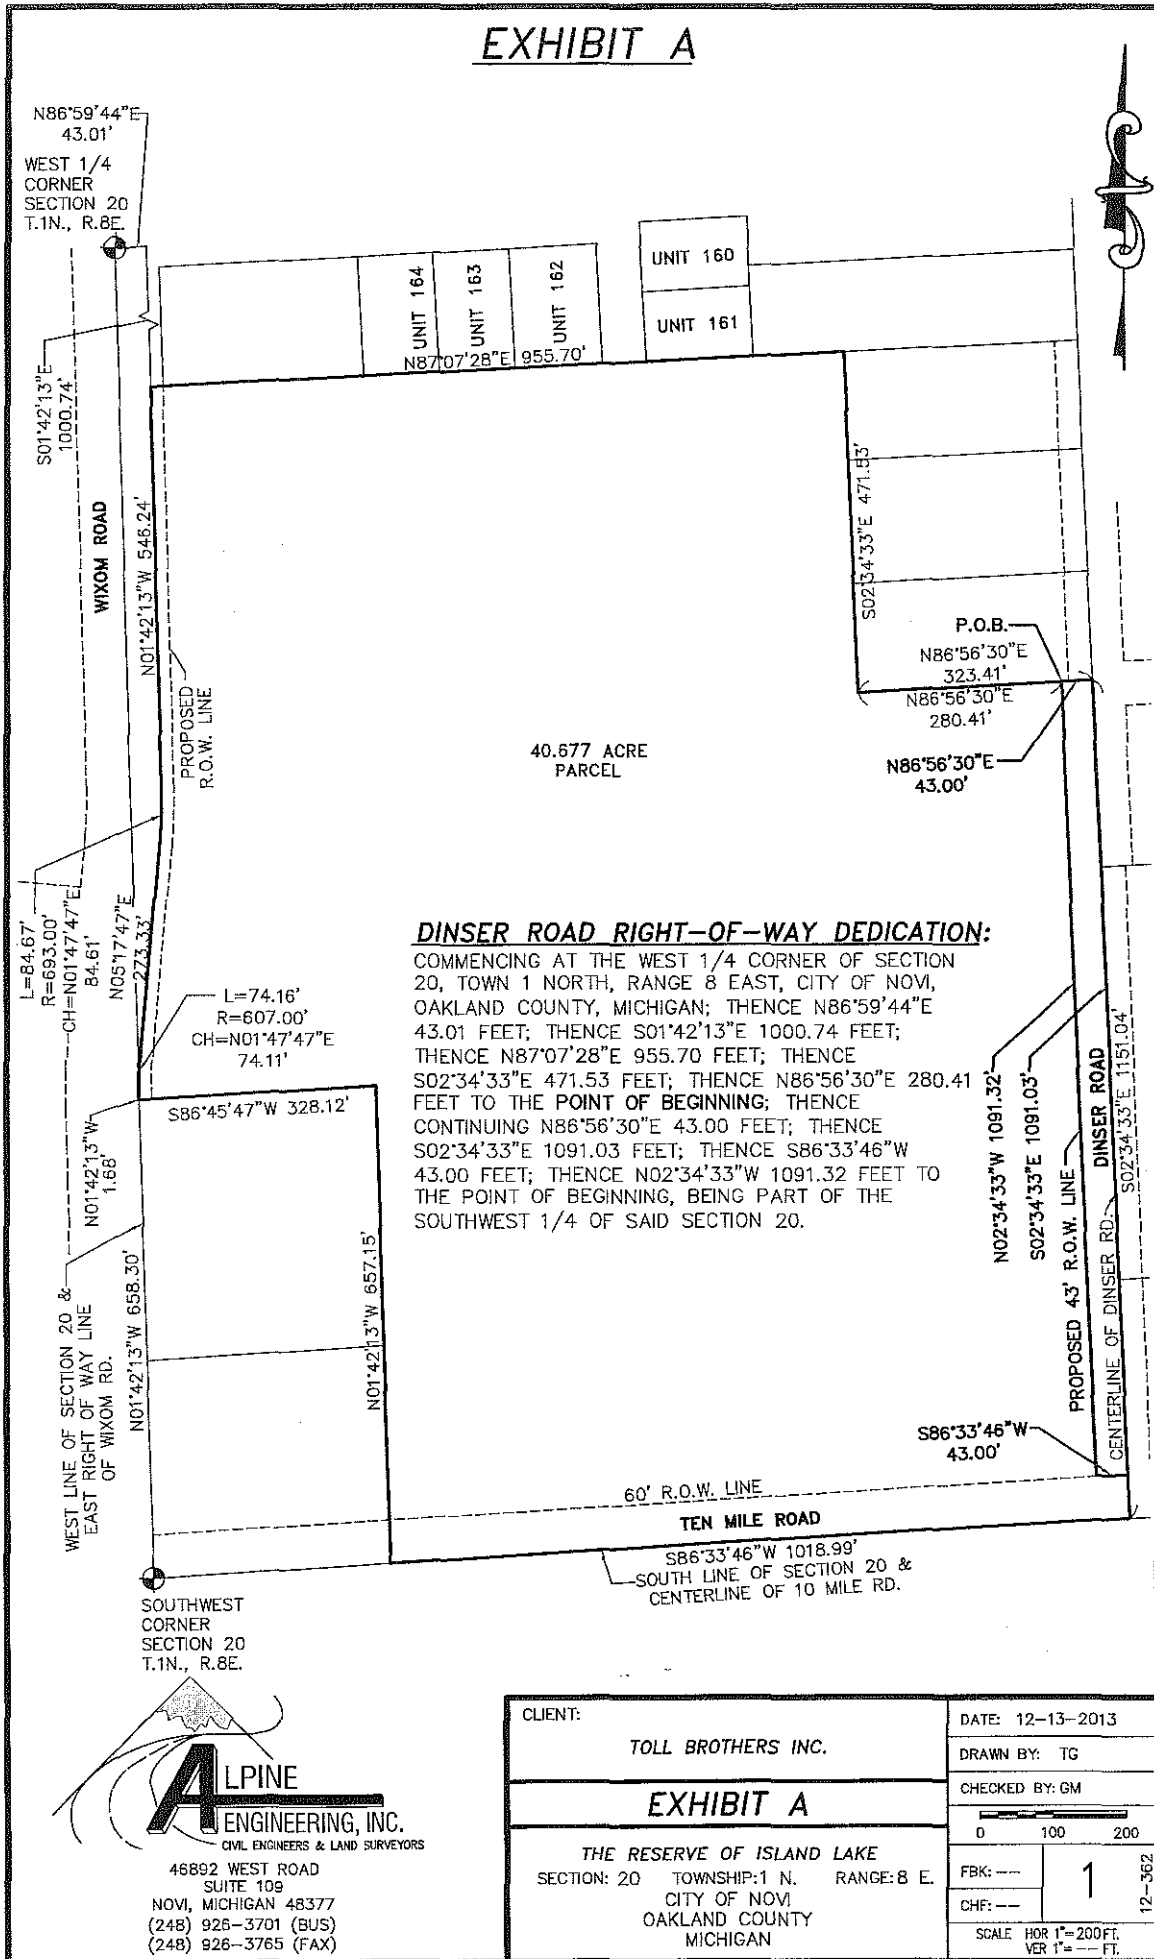 EXHIBIT A
N86°59'44"E
43.01'
WEST 1/4
CORNER
SECTION 20
T.1N., R.8E.
S01°42'13"E
1000.74'
WIXOM ROAD
N01°42'13"W 546.24'
PROPOSED
R.O.W. LINE
UNIT 164
UNIT 163
UNIT 162
UNIT 160
UNIT 161
N87°07'28"E 955.70'
S02°34'33"E 471.53'
P.O.B.
N86°56'30"E
323.41'
N86°56'30"E
280.41'
N86°56'30"E
43.00'
40.677 ACRE
PARCEL
L=84.67'
R=693.00'
CH=N01°47'47"E
84.61'
N05°17'47"E
273.33'
L=74.16'
R=607.00'
CH=N01°47'47"E
74.11'
S86°45'47"W 328.12'
N01°42'13"W
1.68'
DINSER ROAD RIGHT-OF-WAY DEDICATION:
COMMENCING AT THE WEST 1/4 CORNER OF SECTION
20, TOWN 1 NORTH, RANGE 8 EAST, CITY OF NOVI,
OAKLAND COUNTY, MICHIGAN; THENCE N86°59'44"E
43.01 FEET; THENCE S01°42'13"E 1000.74 FEET;
THENCE N87°07'28"E 955.70 FEET; THENCE
S02°34'33"E 471.53 FEET; THENCE N86°56'30"E 280.41
FEET TO THE POINT OF BEGINNING; THENCE
CONTINUING N86°56'30"E 43.00 FEET; THENCE
S02°34'33"E 1091.03 FEET; THENCE S86°33'46"W
43.00 FEET; THENCE N02°34'33"W 1091.32 FEET TO
THE POINT OF BEGINNING, BEING PART OF THE
SOUTHWEST 1/4 OF SAID SECTION 20.
N02°34'33"W 1091.32'
S02°34'33"E 1091.03'
PROPOSED 43' R.O.W. LINE
DINSER ROAD
CENTERLINE OF DINSER RD.
S02°34'33"E 1151.04'
WEST LINE OF SECTION 20 &
EAST RIGHT OF WAY LINE
OF WIXOM RD.
N01°42'13"W 658.30'
N01°42'13"W 657.15'
S86°33'46"W
43.00'
60' R.O.W. LINE
TEN MILE ROAD
S86°33'46"W 1018.99'
SOUTH LINE OF SECTION 20 &
CENTERLINE OF 10 MILE RD.
SOUTHWEST
CORNER
SECTION 20
T.1N., R.8E.
ALPINE
ENGINEERING, INC.
CIVIL ENGINEERS & LAND SURVEYORS
46892 WEST ROAD
SUITE 109
NOVI, MICHIGAN 48377
(248) 926-3701 (BUS)
(248) 926-3765 (FAX)
CLIENT:
TOLL BROTHERS INC.
EXHIBIT A
THE RESERVE OF ISLAND LAKE
SECTION: 20 TOWNSHIP: 1 N. RANGE: 8 E.
CITY OF NOVI
OAKLAND COUNTY
MICHIGAN
DATE: 12-13-2013
DRAWN BY: TG
CHECKED BY: GM
0 100 200
FBK: --
CHF: --
1
12-362
SCALE HOR 1"=200FT.
VER 1"= -- FT.